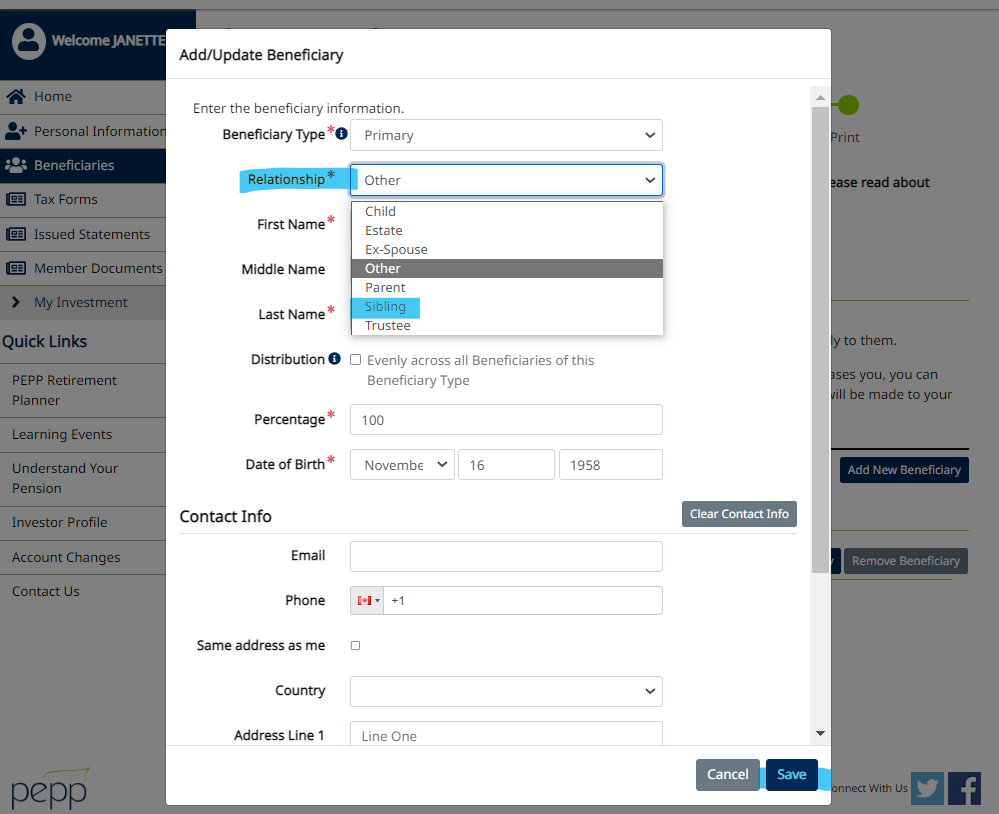 Welcome JANETTE
Home
Personal Information
Beneficiaries
Tax Forms
Issued Statements
Member Documents
My Investment
Quick Links
PEPP Retirement
Planner
Learning Events
Understand Your
Pension
Investor Profile
Account Changes
Contact Us
pepp
Add/Update Beneficiary
Enter the beneficiary information.
Beneficiary Type* Primary
Relationship* Other
Child
Estate
Ex-Spouse
Other
Parent
Sibling
Trustee
First Name*
Middle Name
Last Name*
Distribution Evenly across all Beneficiaries of this
Beneficiary Type
Percentage* 100
Date of Birth* Novembe 16 1958
Contact Info Clear Contact Info
Email
Phone +1
Same address as me
Country
Address Line 1 Line One
Cancel Save
Print
ease read about
ly to them.
ases you, you can
will be made to your
Add New Beneficiary
y Remove Beneficiary
onnect With Us